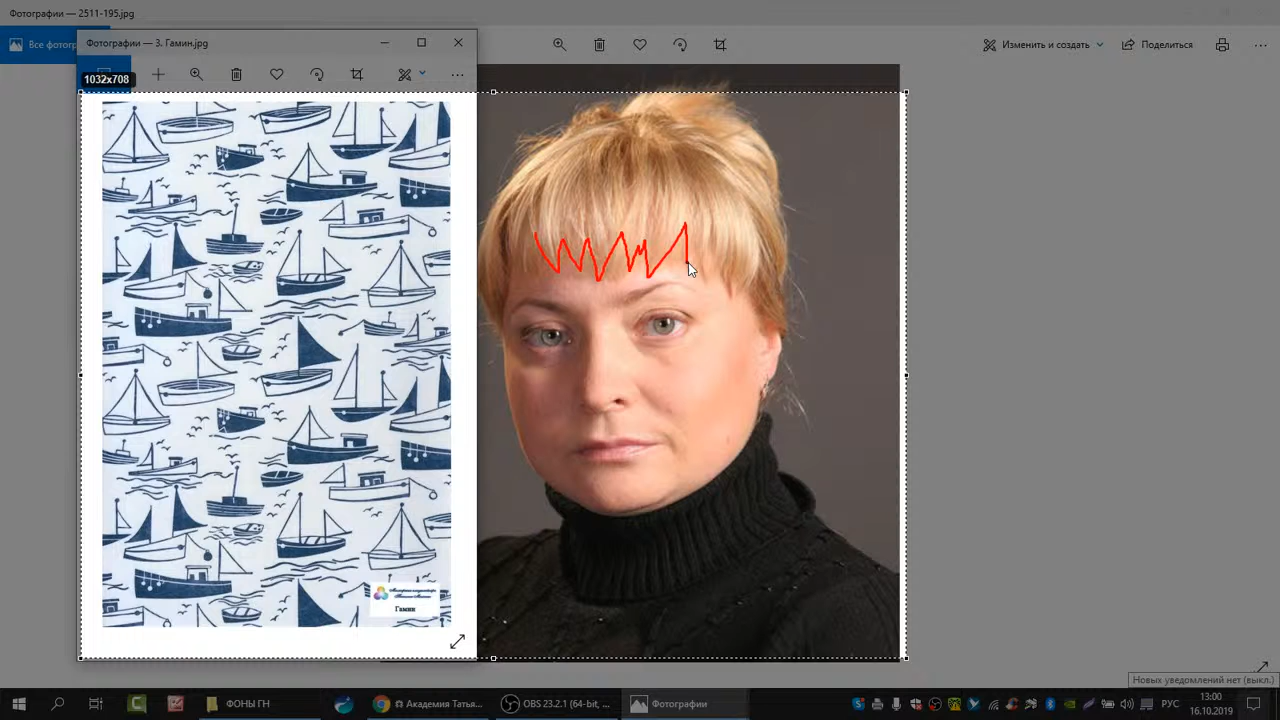 Фотографии — 2511-195.jpg
Все фотог
Фотографии — 3. Гамин.jpg
Изменить и создать
Поделиться
1032x708
Гамин
Новых уведомлений нет (выкл.)
ФОНЫ ГН
Академия Татья...
OBS 23.2.1 (64-bit, ...
Фотографии
РУС
13:00
16.10.2019